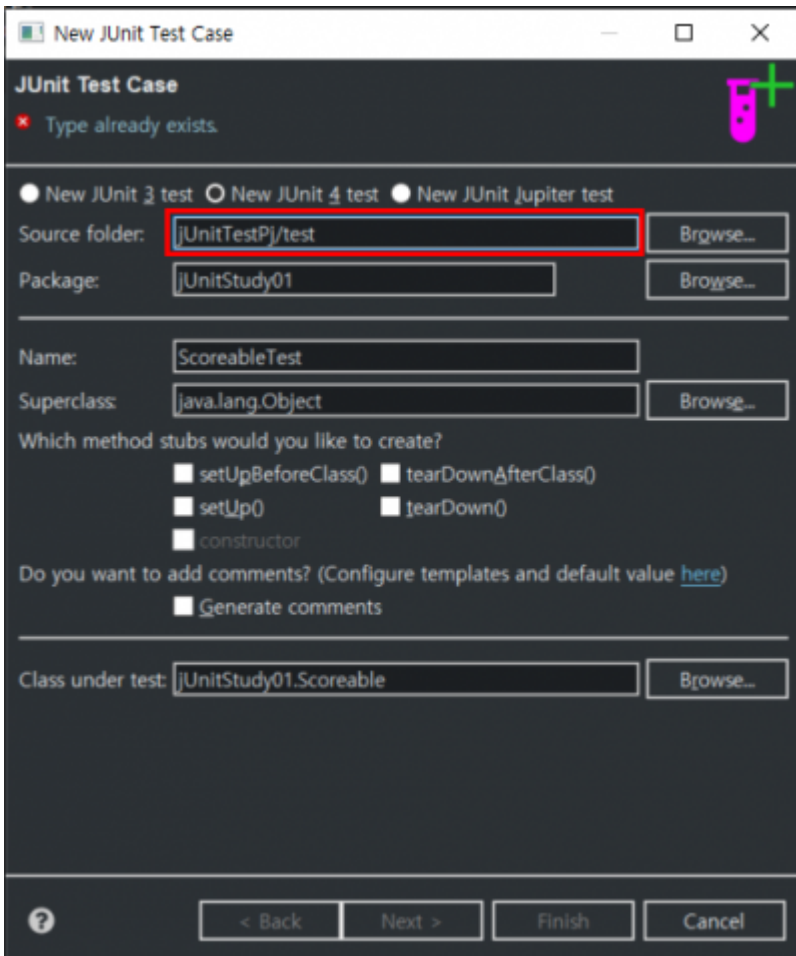 New JUnit Test Case
JUnit Test Case
Type already exists.
New JUnit 3 test New JUnit 4 test New JUnit Jupiter test
Source folder: jUnitTestPj/test Browse...
Package: jUnitStudy01 Browse...
Name: ScoreableTest
Superclass: java.lang.Object Browse...
Which method stubs would you like to create?
setUpBeforeClass() tearDownAfterClass()
setUp() tearDown()
constructor
Do you want to add comments? (Configure templates and default value here)
Generate comments
Class under test: jUnitStudy01.Scoreable Browse...
? < Back Next > Finish Cancel